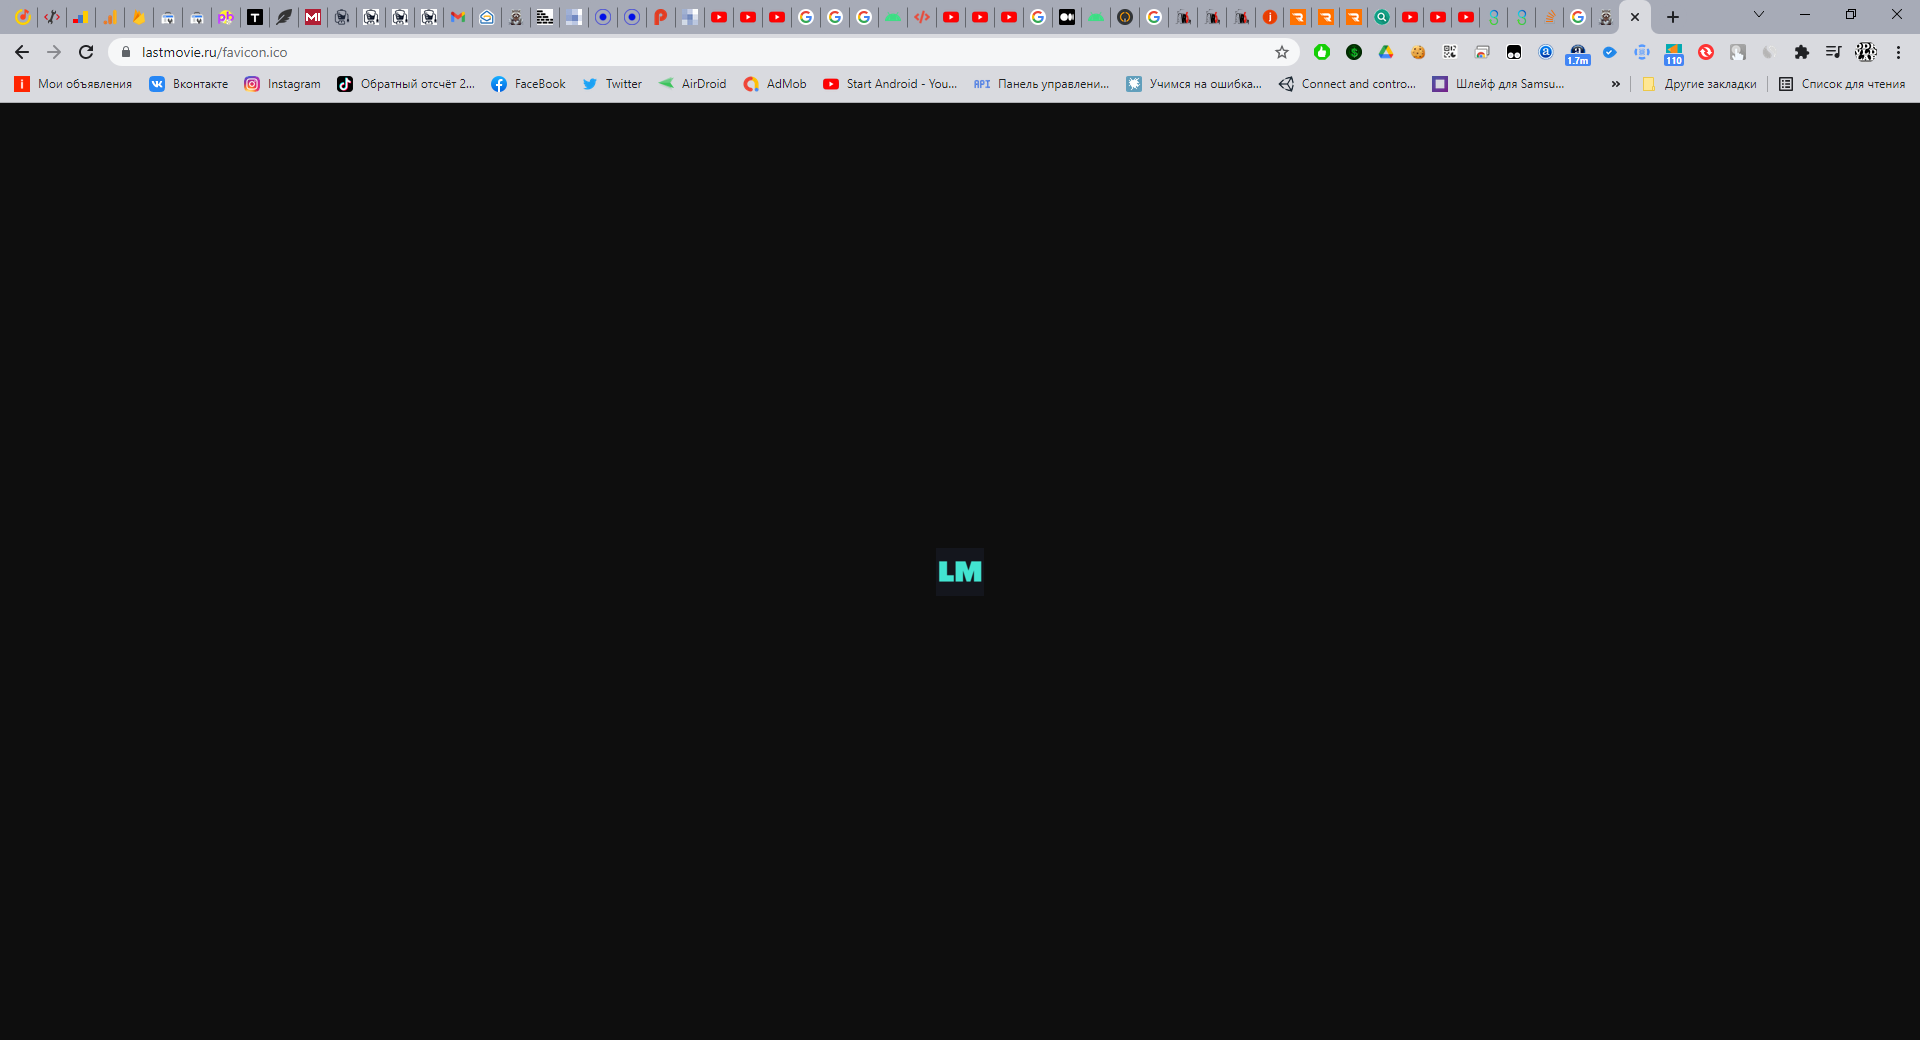 lastmovie.ru/favicon.ico
1.7m
110
Мои объявления
Вконтакте
Instagram
Обратный отсчёт 2...
FaceBook
Twitter
AirDroid
AdMob
Start Android - You...
API Панель управлени...
Учимся на ошибка...
Connect and contro...
Шлейф для Samsu...
»
Другие закладки
Список для чтения
LM